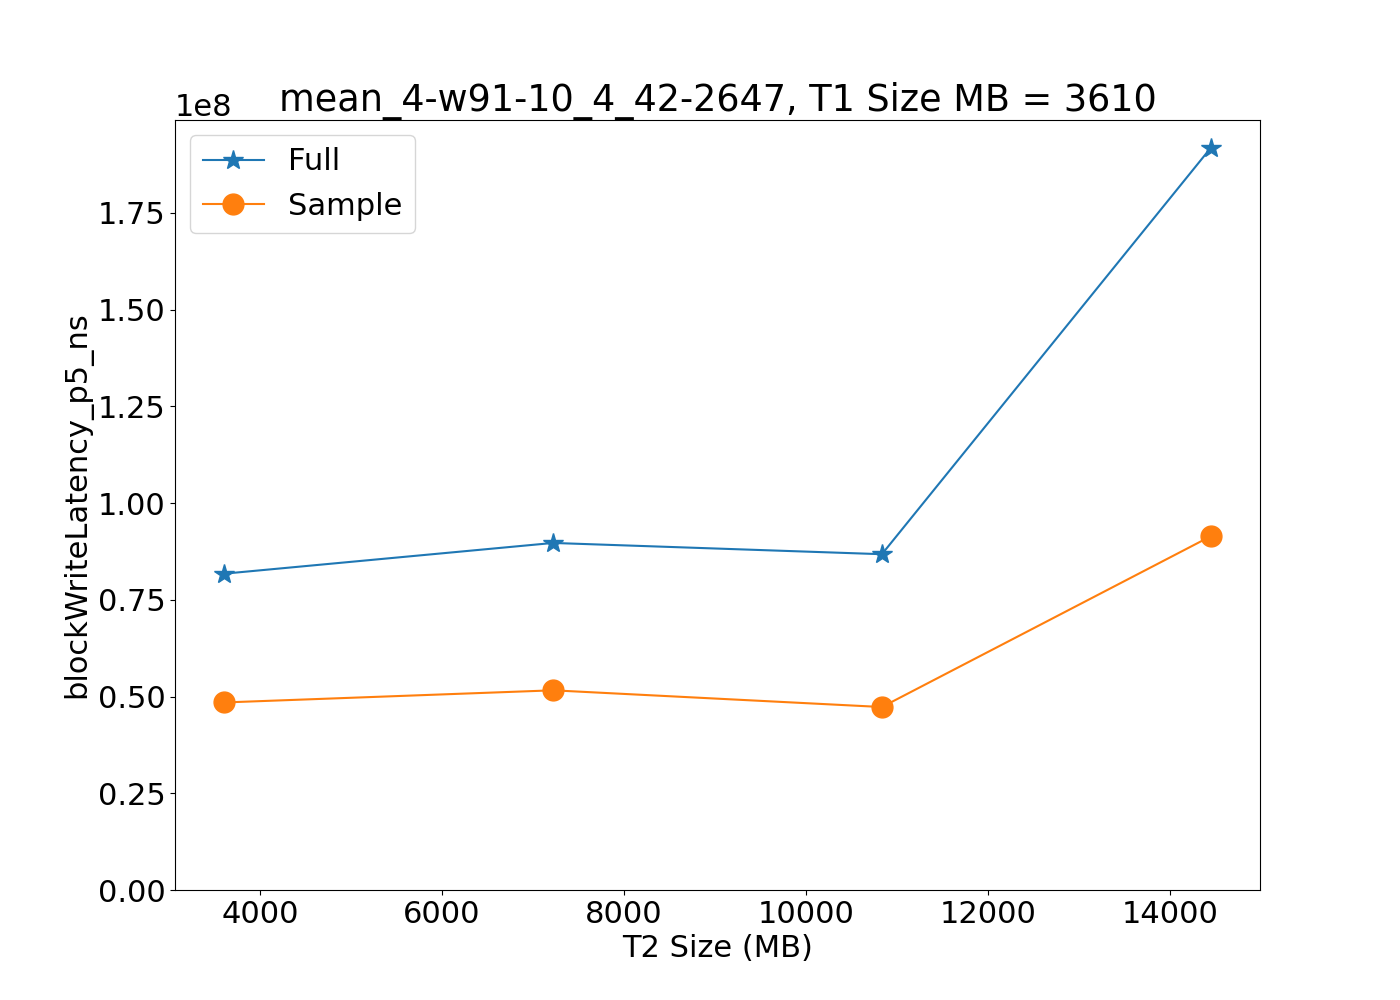 1e8
mean_4-w91-10_4_42-2647, T1 Size MB = 3610
Full
Sample
blockWriteLatency_p5_ns
1.75
1.50
1.25
1.00
0.75
0.50
0.25
0.00
4000
6000
8000
10000
12000
14000
T2 Size (MB)